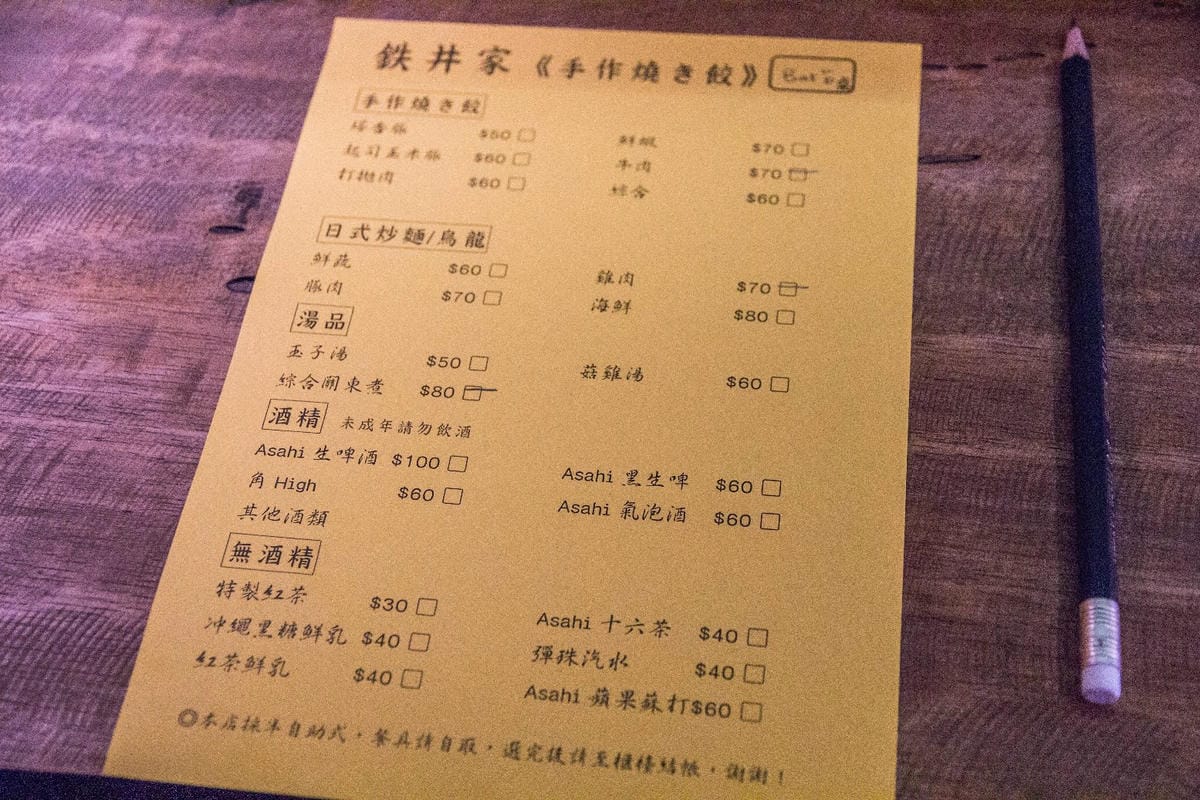 鉄井家《手作燒き餃》 Eat
手作燒き餃
豚 $50 □ 鮮蝦 $70 □
起司玉米豚 $60 □ 牛肉 $70 □
打拋肉 $60 □ 綜合 $60 □
日式炒麵/烏龍
鮮蔬 $60 □ 雞肉 $70 □
豚肉 $70 □ 海鮮 $80 □
湯品
玉子湯 $50 □ 菇雞湯 $60 □
綜合關東煮 $80 □
酒精 未成年請勿飲酒
Asahi 生啤酒 $100 □ Asahi 黑生啤 $60 □
角 High $60 □ Asahi 氣泡酒 $60 □
其他酒類
無酒精
特製紅茶 $30 □ Asahi 十六茶 $40 □
沖繩黑糖鮮乳 $40 □ 彈珠汽水 $40 □
紅茶鮮乳 $40 □ Asahi 蘋果蘇打$60 □
◎本店採半自助式，餐具請自取，選完後請至櫃檯結帳，謝謝！